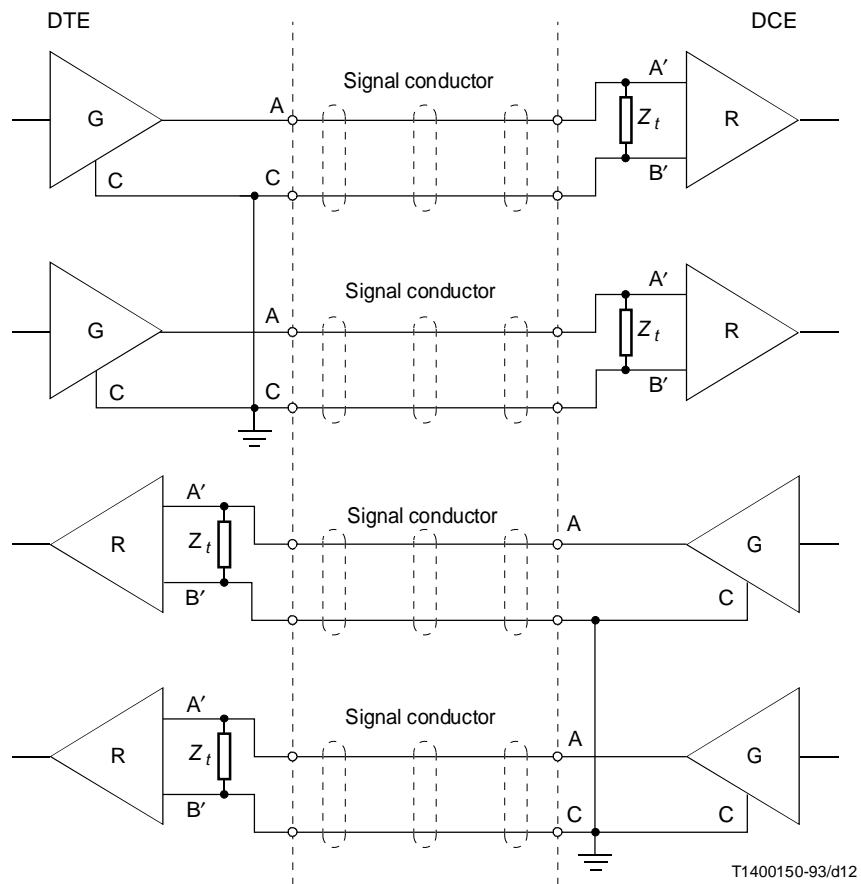 DTE DCE
Signal conductor A′
A
G Z t R
C C B′
Signal conductor A′
A
G Z t R
C C B′
A′
Signal conductor A
R Z t G
B′ C
A′
Signal conductor A
R Z t G
B′ C C
T1400150-93/d12